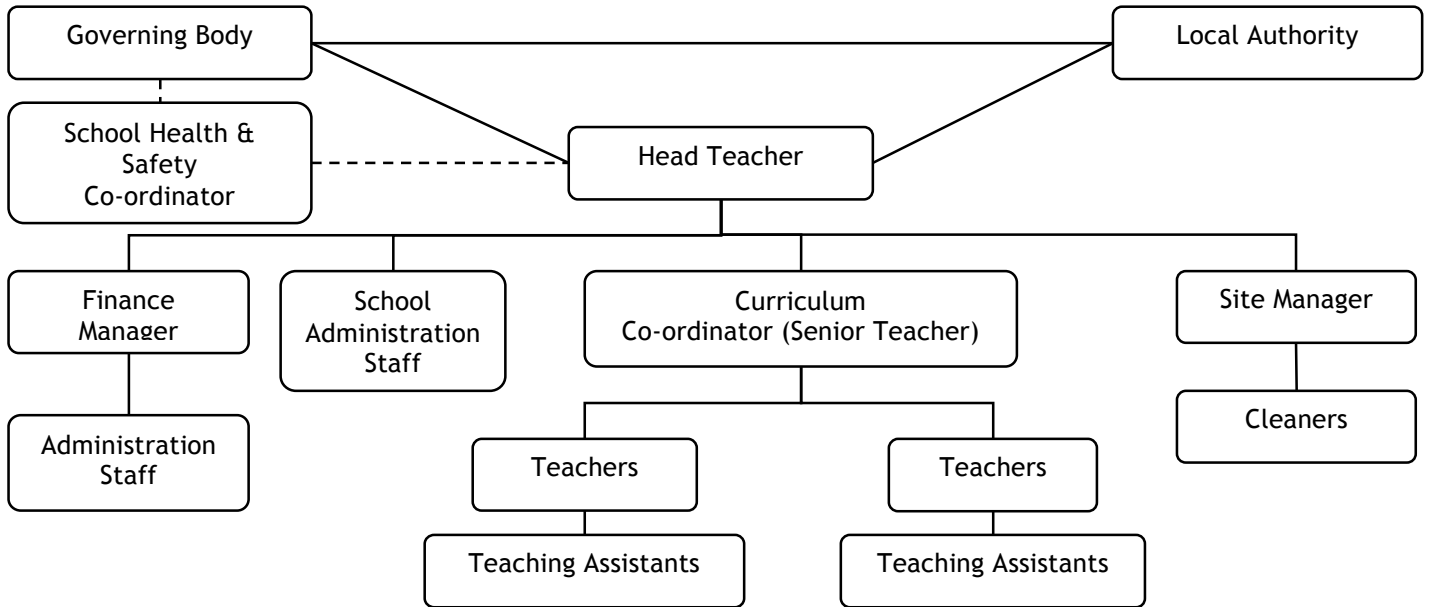 Governing Body
Local Authority
School Health &
Safety
Co-ordinator
Head Teacher
Finance
Manager
School
Administration
Staff
Curriculum
Co-ordinator (Senior Teacher)
Site Manager
Administration
Staff
Cleaners
Teachers
Teachers
Teaching Assistants
Teaching Assistants